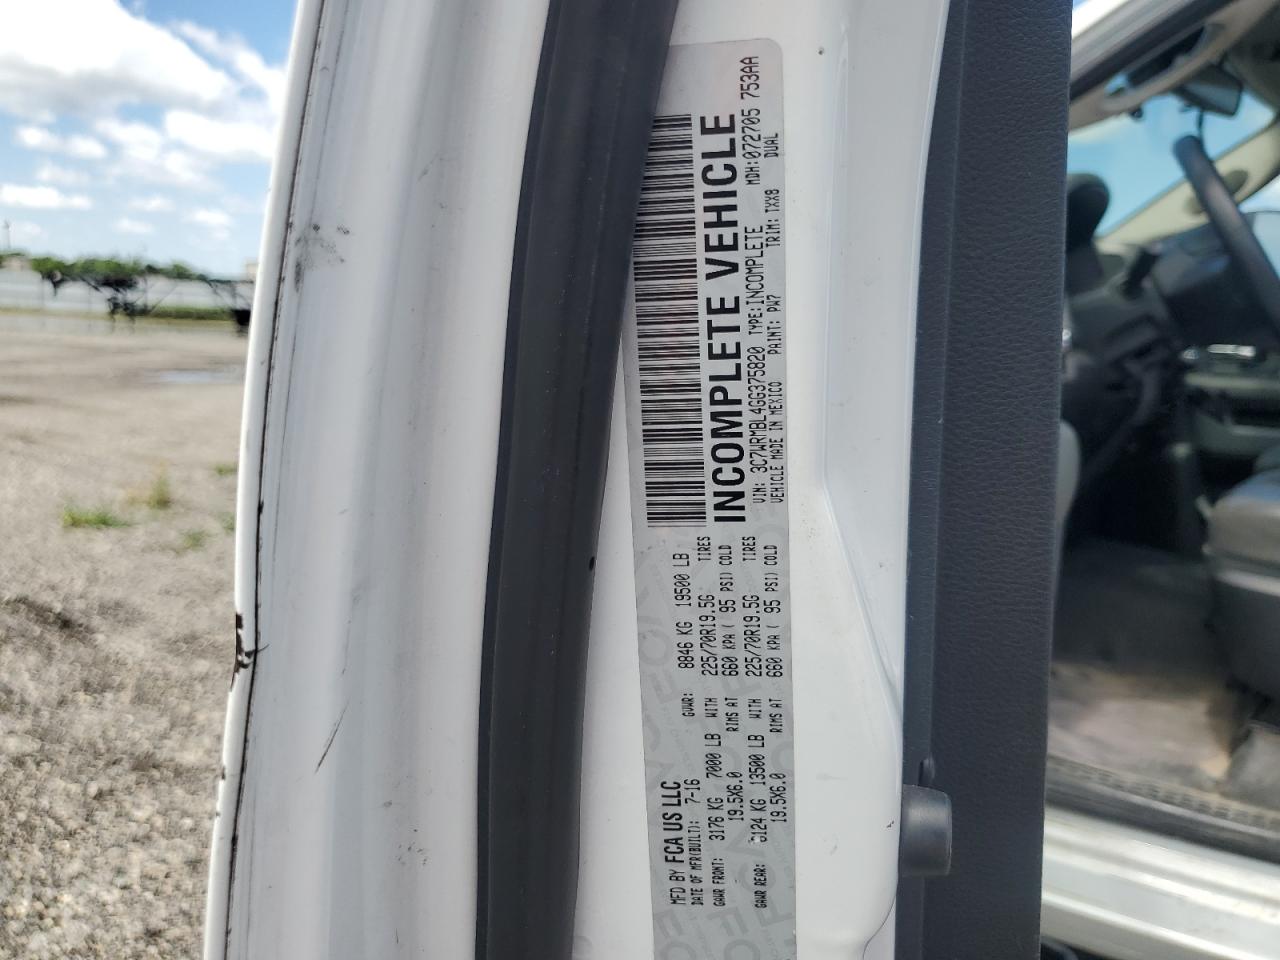 MFD BY FCA US LLC
DATE OF MFR(BUILT): 7-16 GVWR: 8846 KG 19500 LB
GAWR FRONT: 3176 KG 7000 LB WITH 225/70R19.5G TIRES
19.5X6.0 RIMS AT 660 KPA ( 95 PSI) COLD
GAWR REAR: 6124 KG 13500 LB WITH 225/70R19.5G TIRES
19.5X6.0 RIMS AT 660 KPA ( 95 PSI) COLD
INCOMPLETE VEHICLE
VIN: 3C7WRMBL4GG375820 TYPE:INCOMPLETE MDH:072705 753AA
VEHICLE MADE IN MEXICO PAINT: PW7 TRIM: TXX8 DUAL